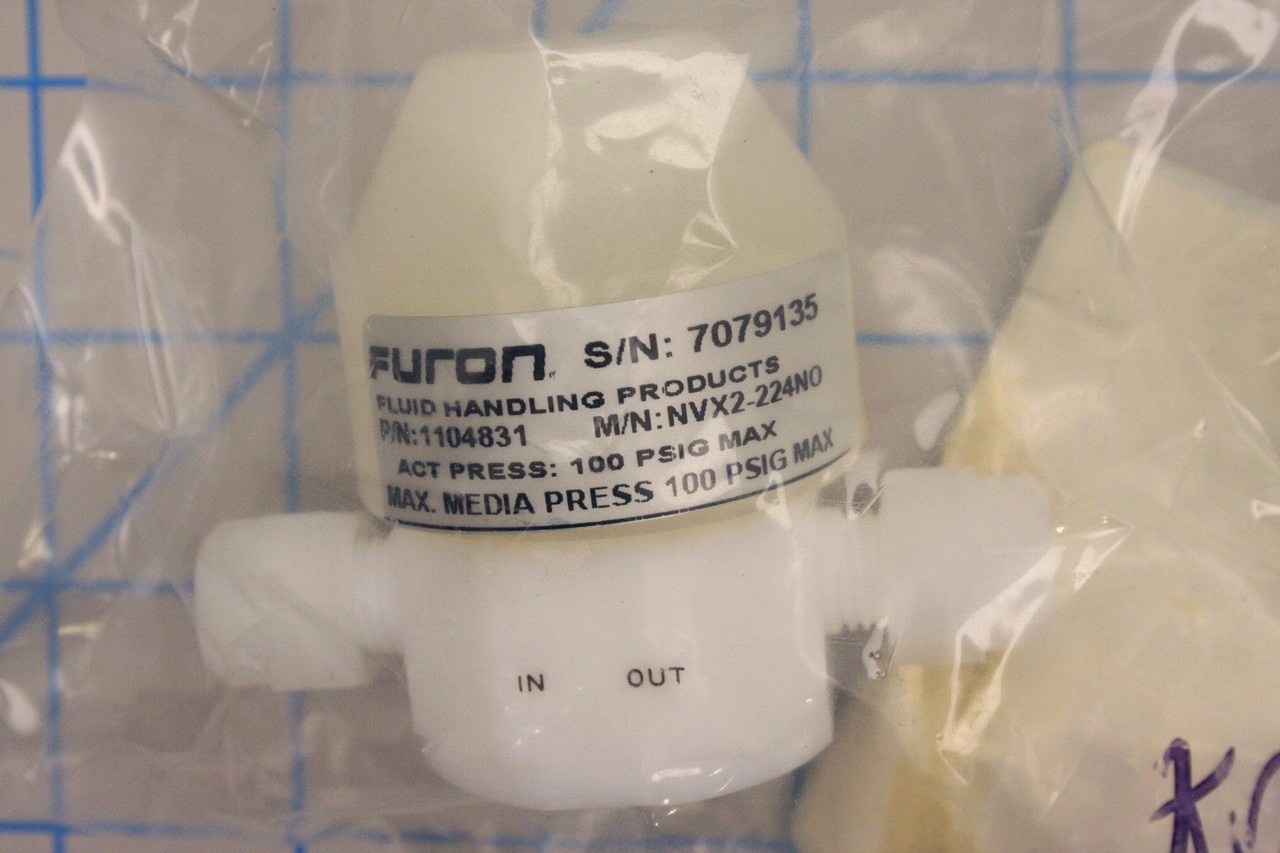 Furon S/N: 7079135
FLUID HANDLING PRODUCTS
P/N:1104831 M/N:NVX2-224NO
ACT PRESS: 100 PSIG MAX
MAX. MEDIA PRESS 100 PSIG MAX
IN OUT